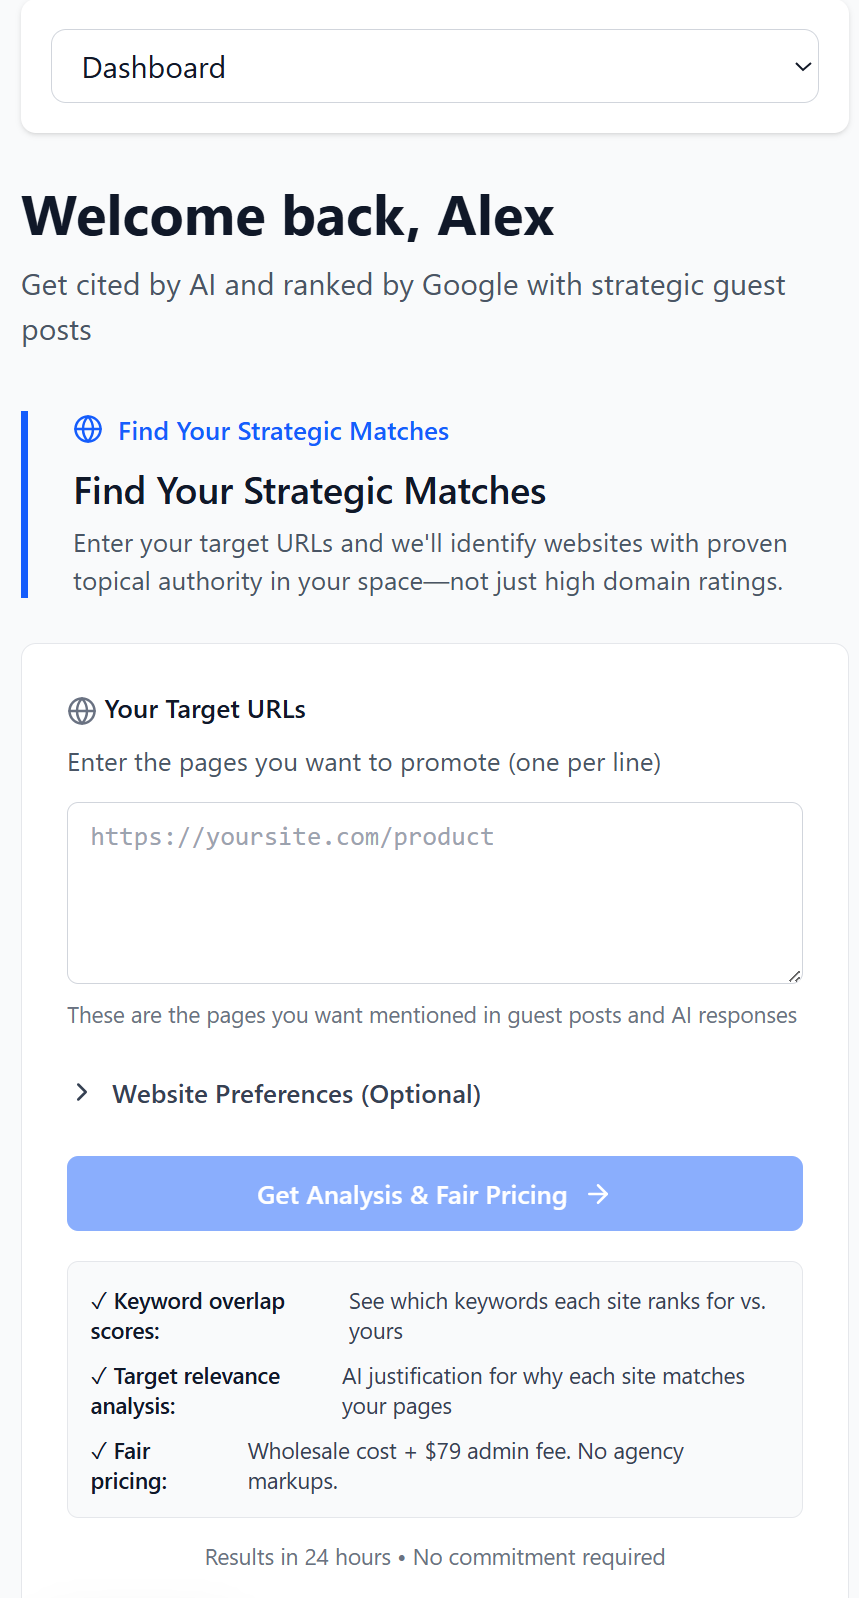 Dashboard
Welcome back, Alex
Get cited by AI and ranked by Google with strategic guest
posts
Find Your Strategic Matches
Find Your Strategic Matches
Enter your target URLs and we'll identify websites with proven
topical authority in your space—not just high domain ratings.
Your Target URLs
Enter the pages you want to promote (one per line)
https://yoursite.com/product
These are the pages you want mentioned in guest posts and AI responses
Website Preferences (Optional)
Get Analysis & Fair Pricing →
✓ Keyword overlap scores:
See which keywords each site ranks for vs.
yours
✓ Target relevance analysis:
AI justification for why each site matches
your pages
✓ Fair pricing:
Wholesale cost + $79 admin fee. No agency
markups.
Results in 24 hours • No commitment required